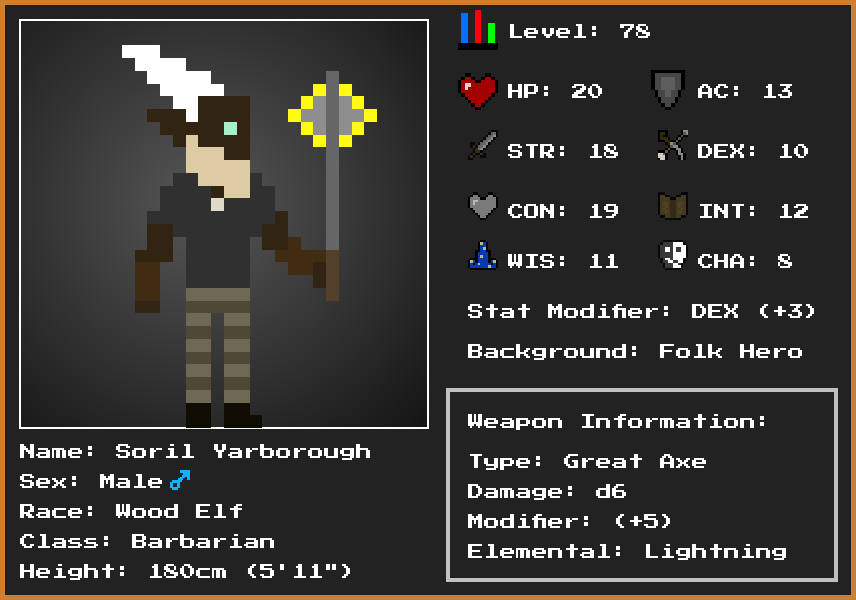 Level: 78
HP: 20 AC: 13
STR: 18 DEX: 10
CON: 19 INT: 12
WIS: 11 CHA: 8
Stat Modifier: DEX (+3)
Background: Folk Hero
Name: Soril Yarborough
Sex: Male ♂
Race: Wood Elf
Class: Barbarian
Height: 180cm (5'11")
Weapon Information:
Type: Great Axe
Damage: d6
Modifier: (+5)
Elemental: Lightning